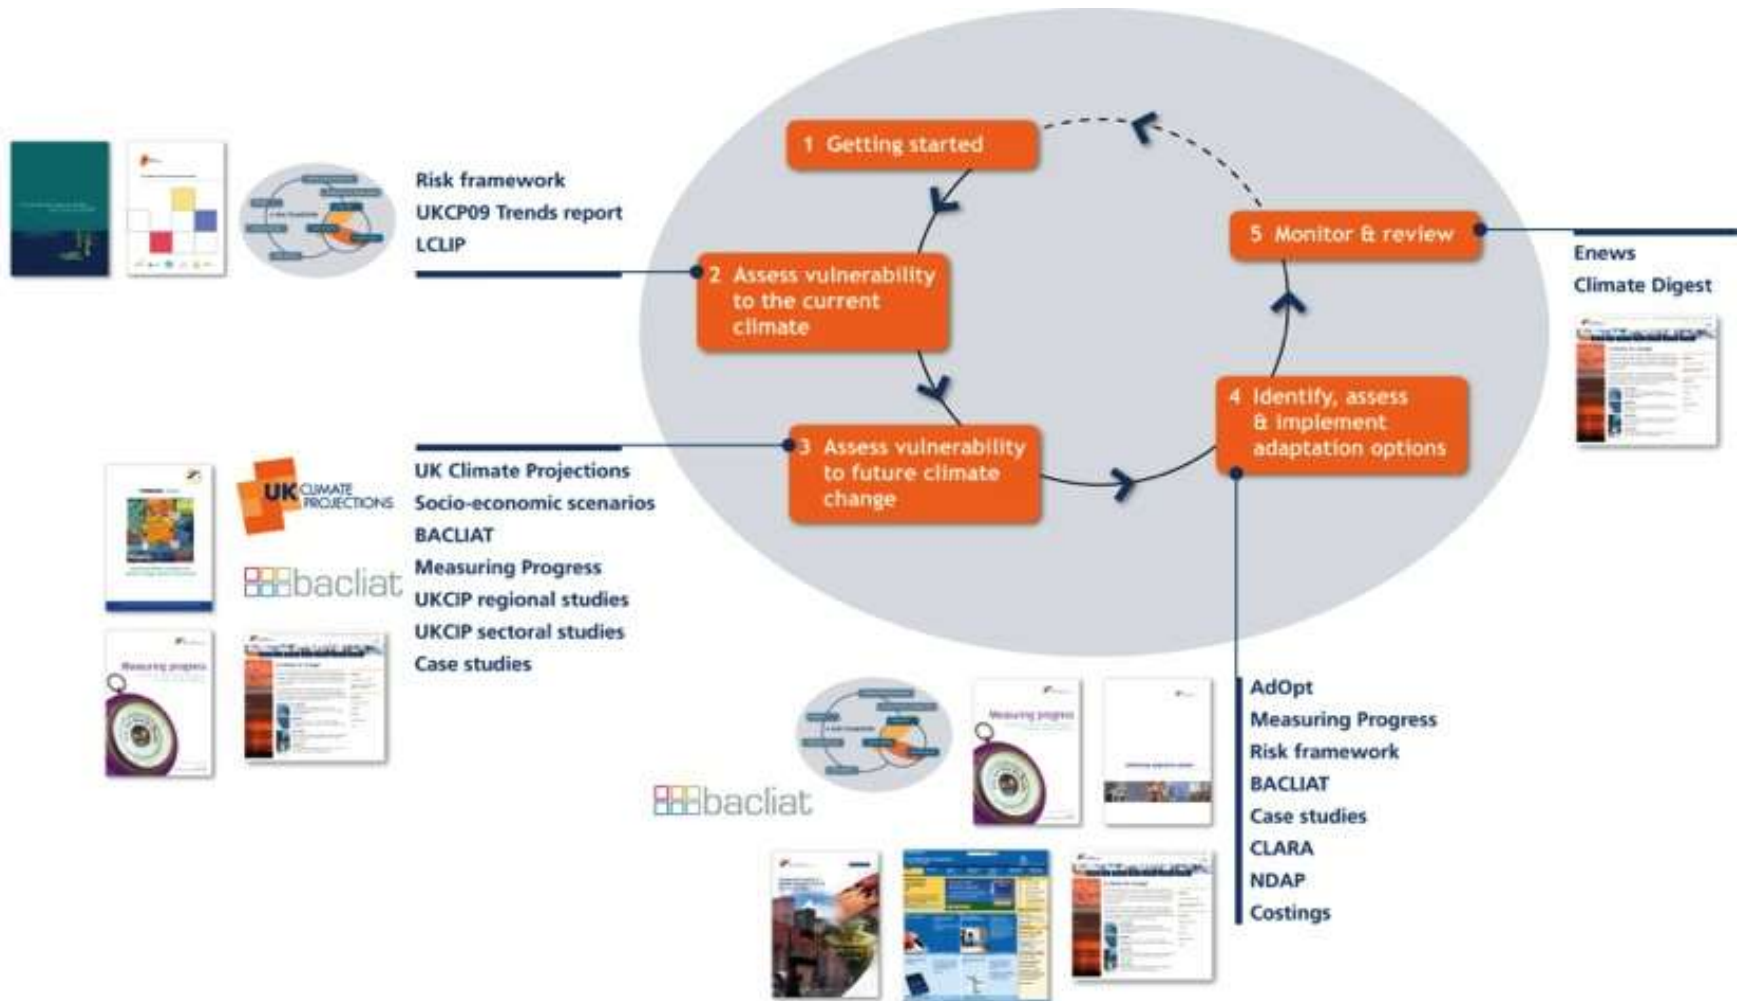 1 Getting started
Risk framework
UKCP09 Trends report
LCLIP
2 Assess vulnerability
to the current
climate
5 Monitor & review
Enews
Climate Digest
4 Identify, assess
& implement
adaptation options
3 Assess vulnerability
to future climate
change
UK CLIMATE
PROJECTIONS
bacliat
Measuring progress
UK Climate Projections
Socio-economic scenarios
BACLIAT
Measuring Progress
UKCIP regional studies
UKCIP sectoral studies
Case studies
Measuring progress
bacliat
AdOpt
Measuring Progress
Risk framework
BACLIAT
Case studies
CLARA
NDAP
Costings